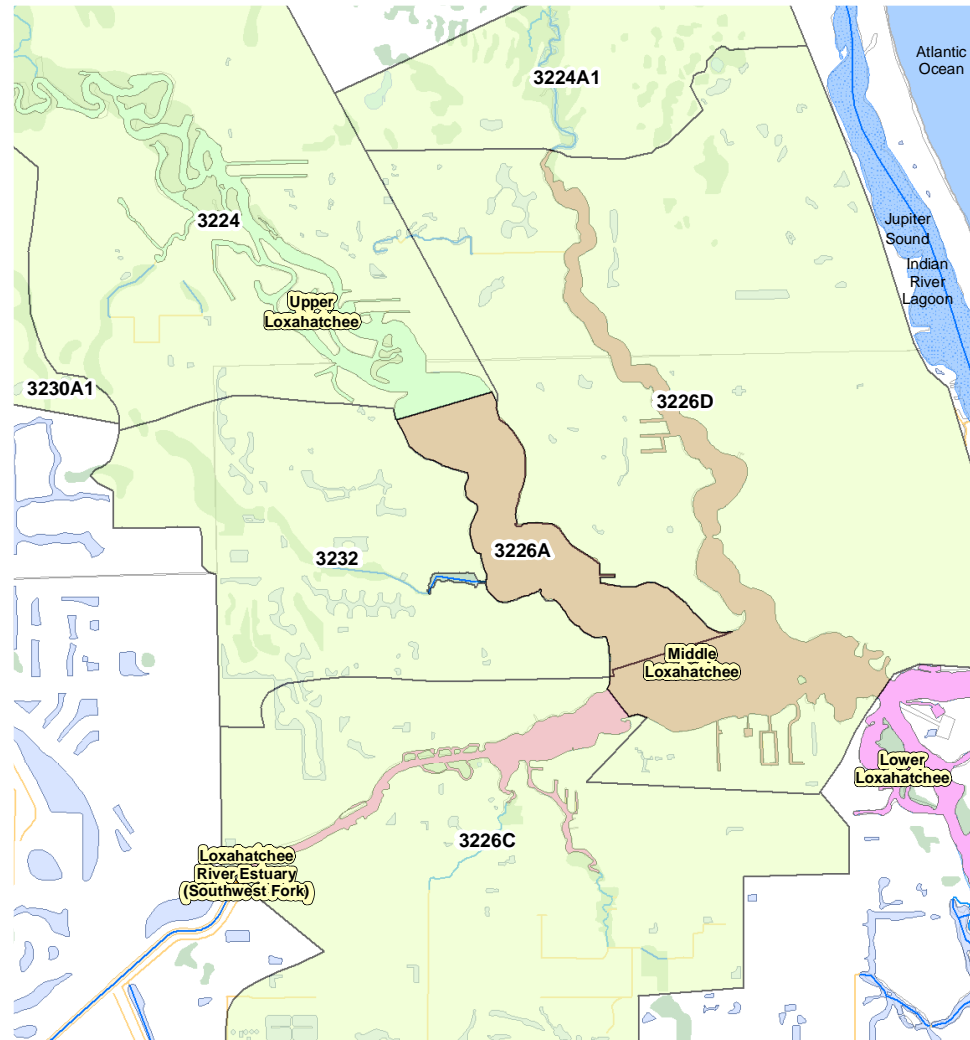 Atlantic
Ocean
3224A1
3224
Jupiter
Sound
Indian
River
Lagoon
Upper
Loxahatchee
3230A1
3226D
3226A
3232
Middle
Loxahatchee
Lower
Loxahatchee
3226C
Loxahatchee
River Estuary
(Southwest Fork)